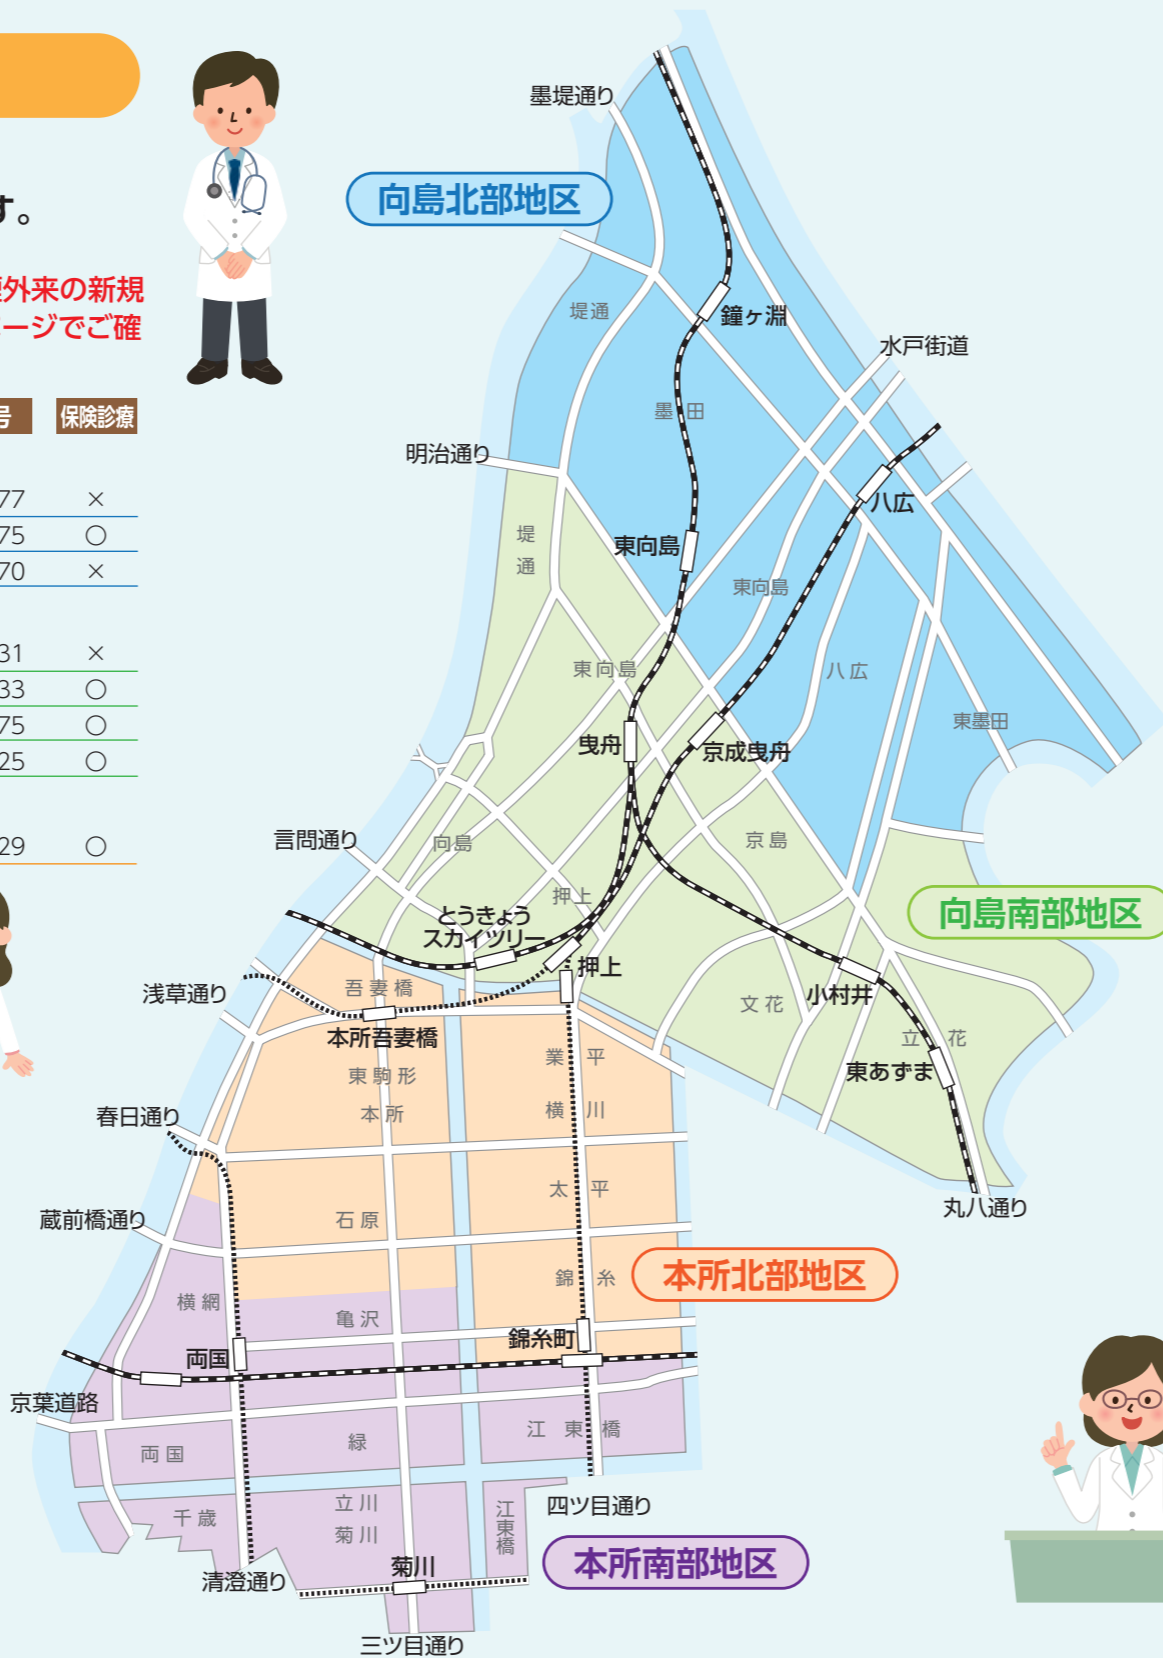 す。
外来の新規
ージでご確
号 保険診療
77 ×
75 ○
70 ×
31 ×
33 ○
75 ○
25 ○
29 ○
墨堤通り
向島北部地区
堤通
鐘ヶ淵
水戸街道
墨田
明治通り
八広
堤通
東向島
東向島
東向島
八広
東墨田
曳舟
京成曳舟
言問通り
向島
京島
押上
向島南部地区
とうきょう
スカイツリー
押上
浅草通り
吾妻橋
文花
小村井
本所吾妻橋
立花
業平
東駒形
東あずま
本所
横川
春日通り
太平
丸八通り
蔵前橋通り
石原
本所北部地区
錦糸
横網
亀沢
錦糸町
両国
京葉道路
江東橋
緑
両国
立川
江東橋
四ツ目通り
千歳
菊川
本所南部地区
菊川
清澄通り
三ツ目通り